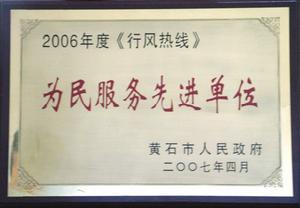 2006年度《行风热线》
为民服务先进单位
黄石市人民政府
二〇〇七年四月